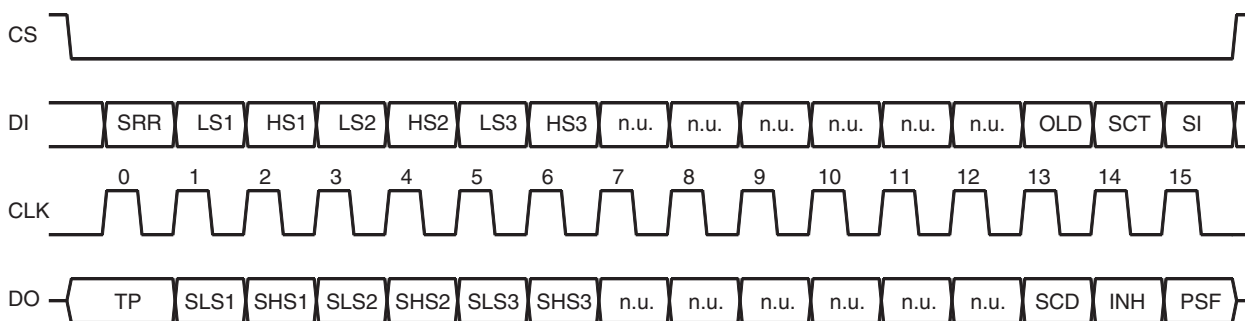 CS
DI SRR LS1 HS1 LS2 HS2 LS3 HS3 n.u. n.u. n.u. n.u. n.u. n.u. OLD SCT SI
0 1 2 3 4 5 6 7 8 9 10 11 12 13 14 15
CLK
DO TP SLS1 SHS1 SLS2 SHS2 SLS3 SHS3 n.u. n.u. n.u. n.u. n.u. n.u. SCD INH PSF